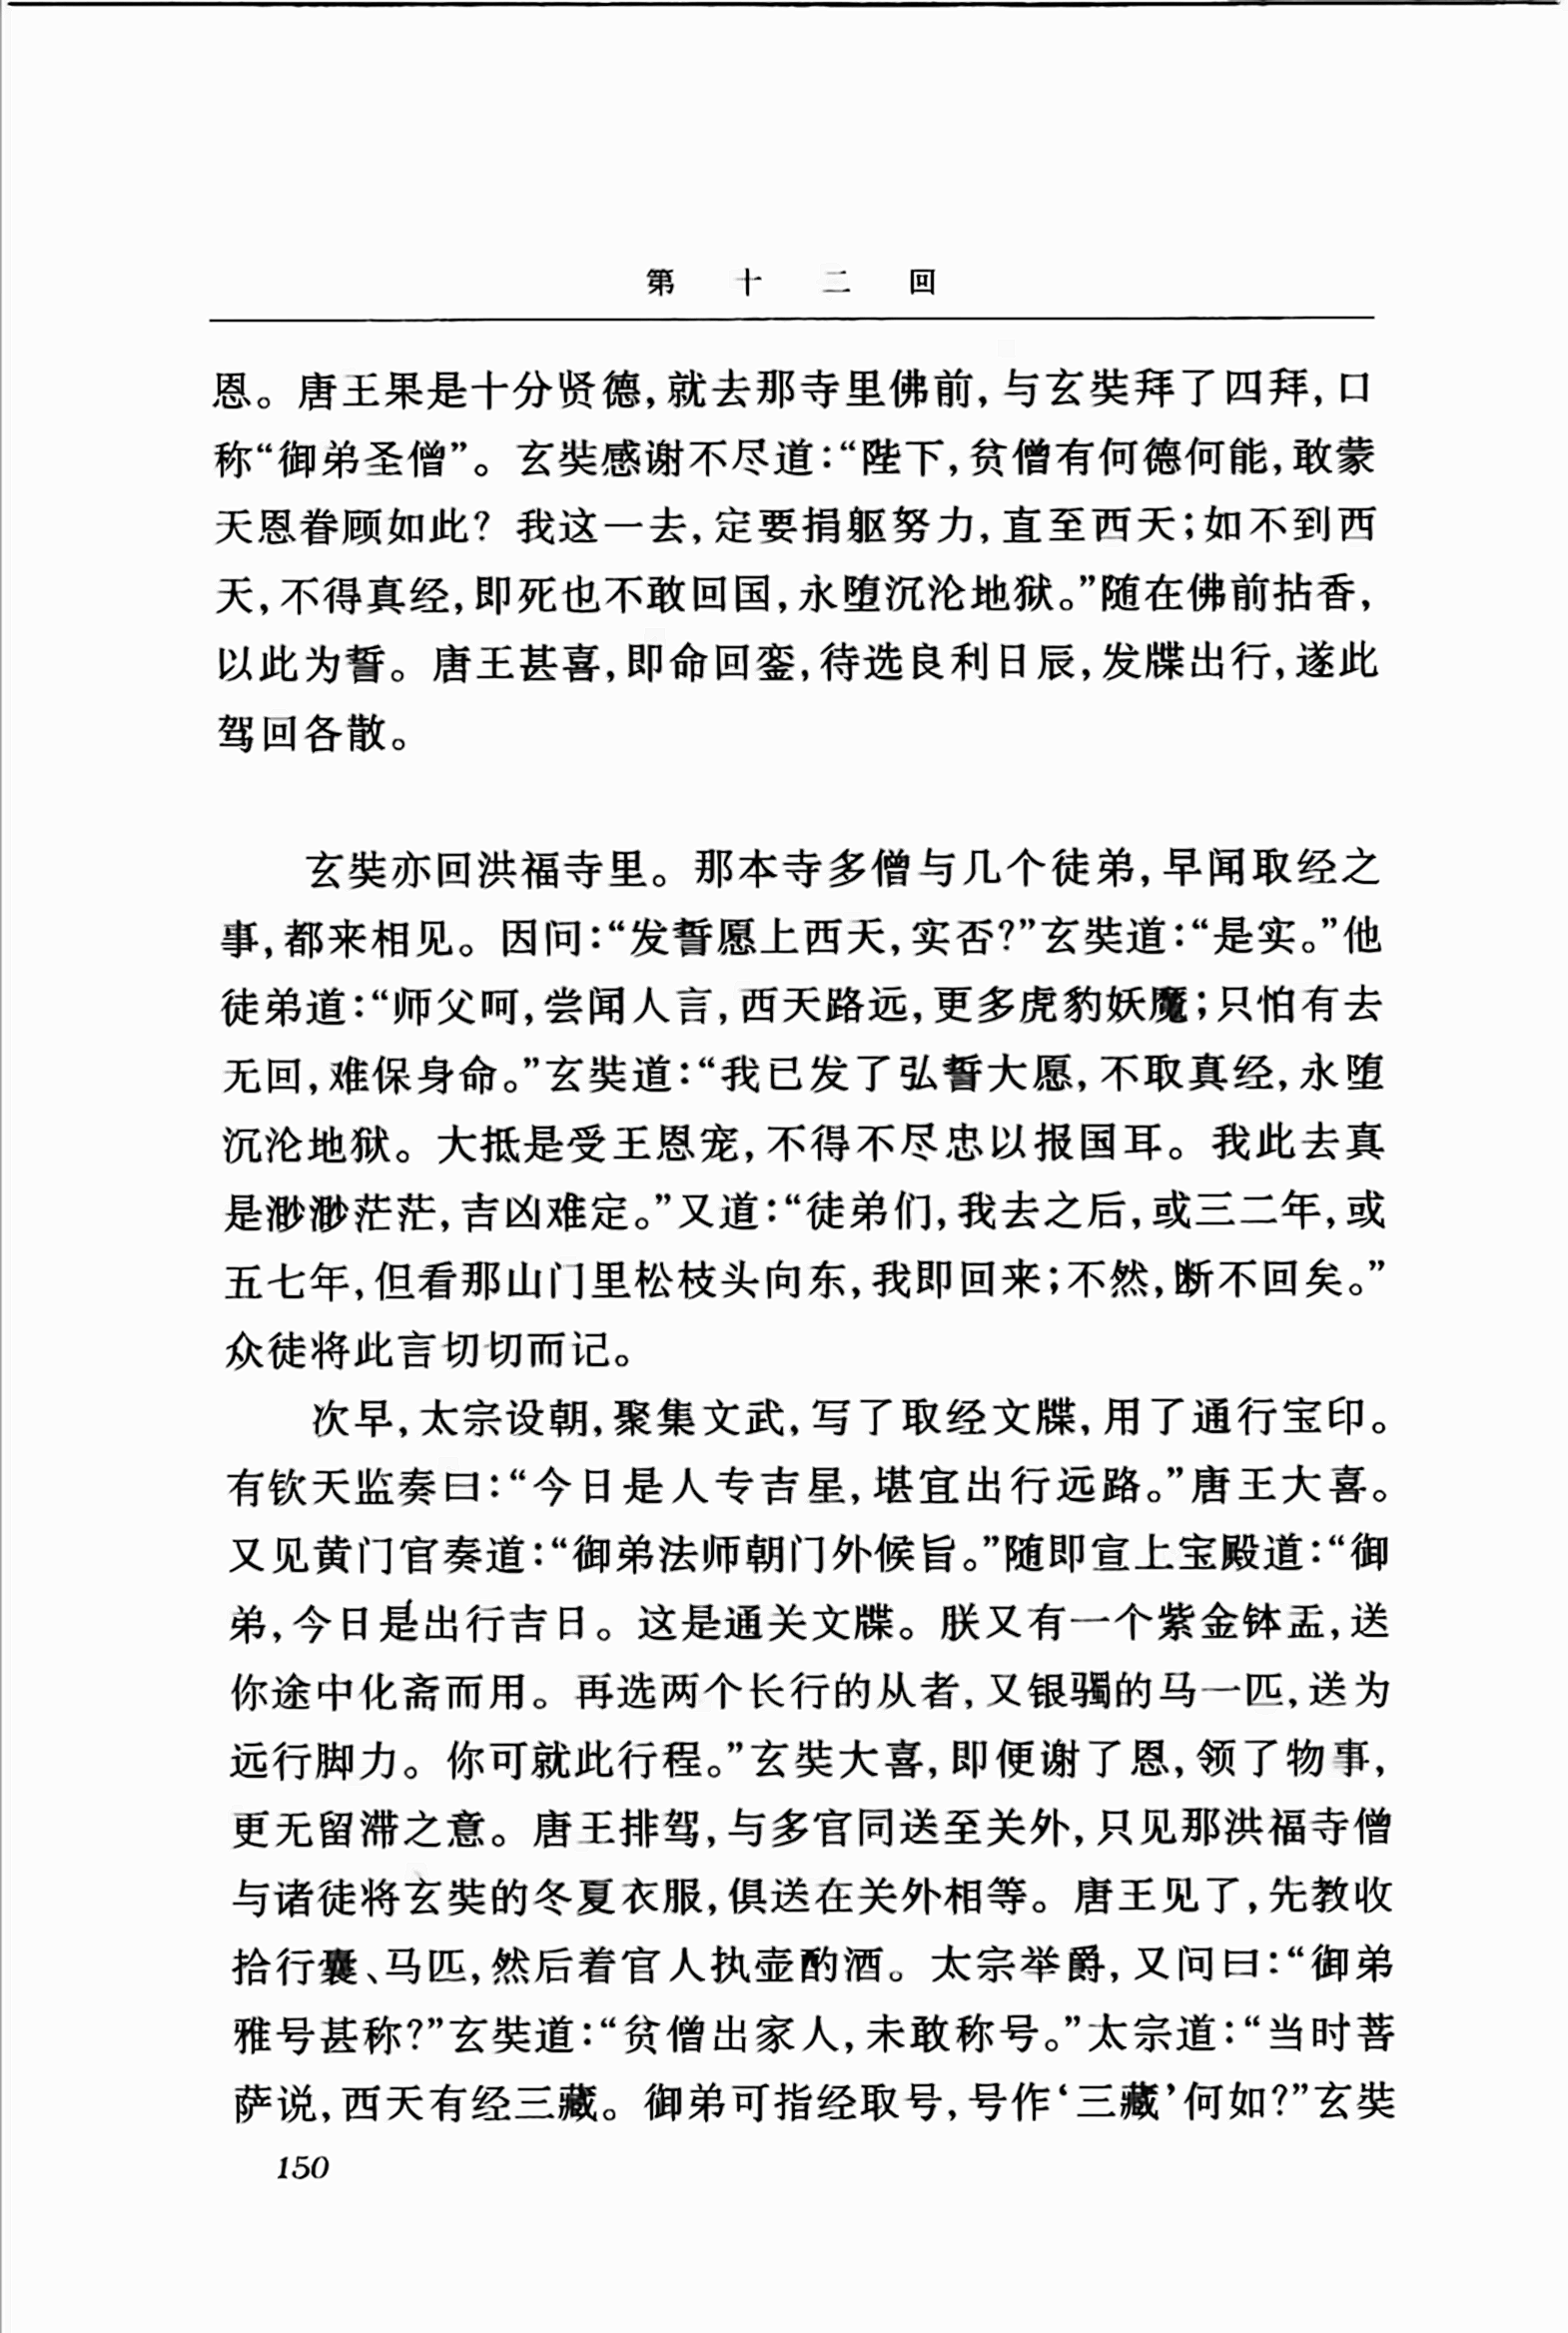 第十二回
恩。唐王果是十分贤德,就去那寺里佛前,与玄奘拜了四拜,口
称“御弟圣僧”。玄奘感谢不尽道:“陛下,贫僧有何德何能,敢蒙
天恩眷顾如此? 我这一去,定要捐躯努力,直至西天;如不到西
天,不得真经,即死也不敢回国,永堕沉沦地狱。”随在佛前拈香,
以此为誓。唐王甚喜,即命回銮,待选良利日辰,发牒出行,遂此
驾回各散。
玄奘亦回洪福寺里。那本寺多僧与几个徒弟,早闻取经之
事,都来相见。因问:“发誓愿上西天,实否?”玄奘道:“是实。”他
徒弟道:“师父呵,尝闻人言,西天路远,更多虎豹妖魔;只怕有去
无回,难保身命。”玄奘道:“我已发了弘誓大愿,不取真经,永堕
沉沦地狱。大抵是受王恩宠,不得不尽忠以报国耳。我此去真
是渺渺茫茫,吉凶难定。”又道:“徒弟们,我去之后,或三二年,或
五七年,但看那山门里松枝头向东,我即回来;不然,断不回矣。”
众徒将此言切切而记。
次早,太宗设朝,聚集文武,写了取经文牒,用了通行宝印。
有钦天监奏曰:“今日是人专吉星,堪宜出行远路。”唐王大喜。
又见黄门官奏道:“御弟法师朝门外候旨。”随即宣上宝殿道:“御
弟,今日是出行吉日。这是通关文牒。朕又有一个紫金钵盂,送
你途中化斋而用。再选两个长行的从者,又银䯄的马一匹,送为
远行脚力。你可就此行程。”玄奘大喜,即便谢了恩,领了物事,
更无留滞之意。唐王排驾,与多官同送至关外,只见那洪福寺僧
与诸徒将玄奘的冬夏衣服,俱送在关外相等。唐王见了,先教收
拾行囊、马匹,然后着官人执壶酌酒。太宗举爵,又问曰:“御弟
雅号甚称?”玄奘道:“贫僧出家人,未敢称号。”太宗道:“当时菩
萨说,西天有经三藏。御弟可指经取号,号作‘三藏’何如?”玄奘
150